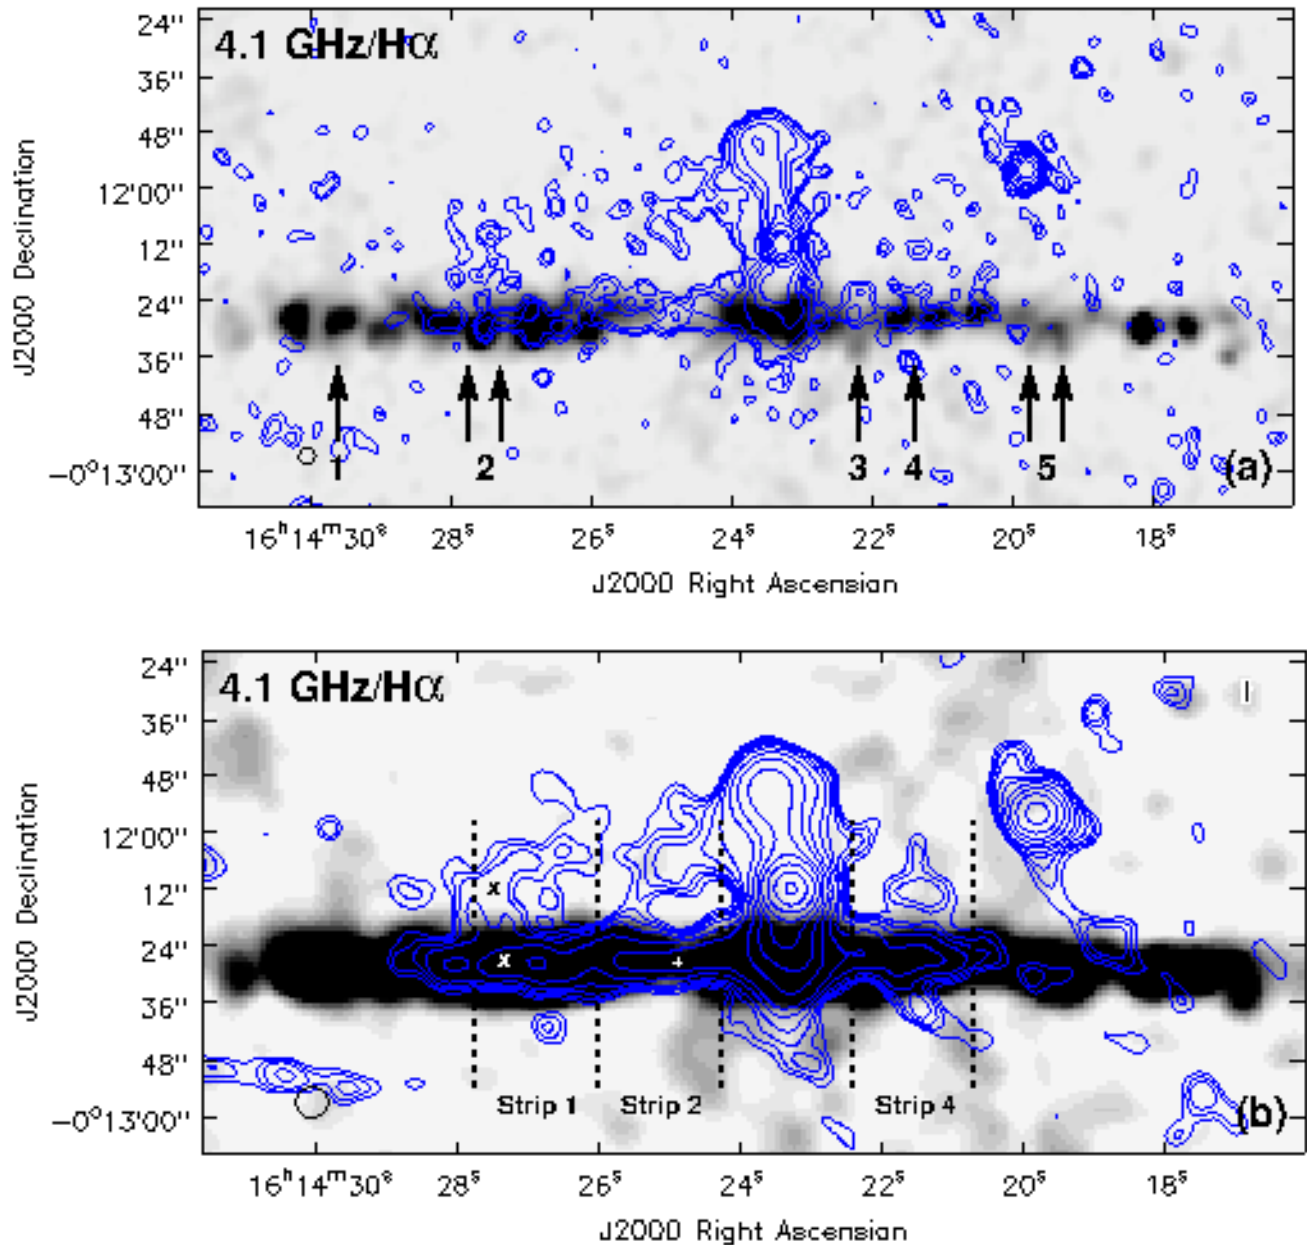 4.1 GHz/Hα
24"
36"
48"
12'00"
12"
24"
36"
48"
−0°13'00"
J2000 Declination
1
2
3
4
5
(a)
16ʰ14ᵐ30ˢ
28ˢ
26ˢ
24ˢ
22ˢ
20ˢ
18ˢ
J2000 Right Ascension
4.1 GHz/Hα
I
24"
36"
48"
12'00"
12"
24"
36"
48"
−0°13'00"
J2000 Declination
x
x
+
Strip 1
Strip 2
Strip 4
(b)
16ʰ14ᵐ30ˢ
28ˢ
26ˢ
24ˢ
22ˢ
20ˢ
18ˢ
J2000 Right Ascension